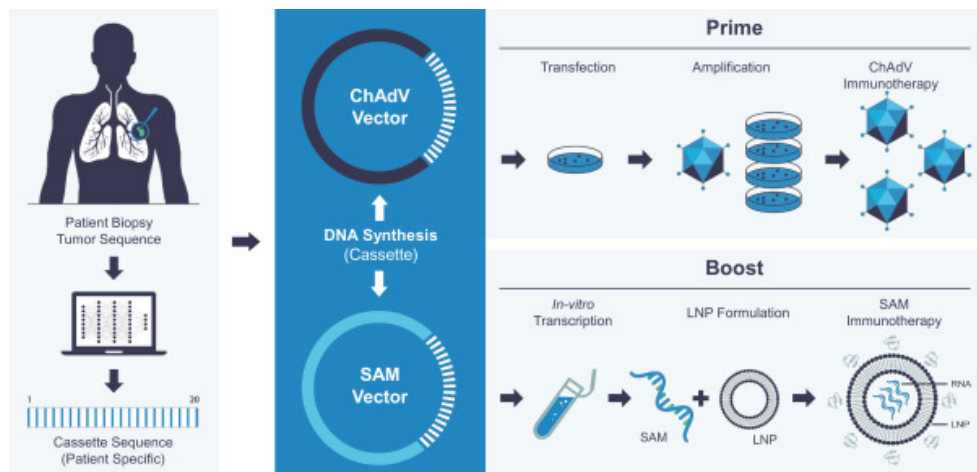 Patient Biopsy
Tumor Sequence
1 20
Cassette Sequence
(Patient Specific)
ChAdV
Vector
DNA Synthesis
(Cassette)
SAM
Vector
Prime
Transfection
Amplification
ChAdV
Immunotherapy
Boost
In-vitro
Transcription
LNP Formulation
SAM
Immunotherapy
SAM
LNP
RNA
LNP